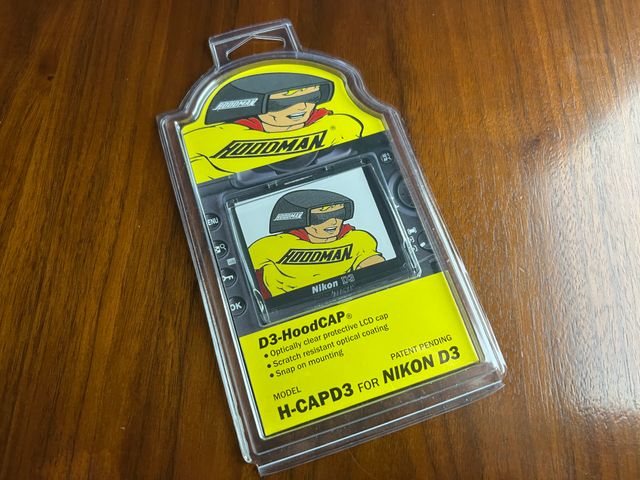 HOODMAN
HOODMAN®
MENU
OK
HOODMAN
HOODMAN
Nikon D3
D3-HoodCAP®
• Optically clear protective LCD cap
• Scratch resistant optical coating
• Snap on mounting
PATENT PENDING
MODEL
H-CAPD3 FOR NIKON D3